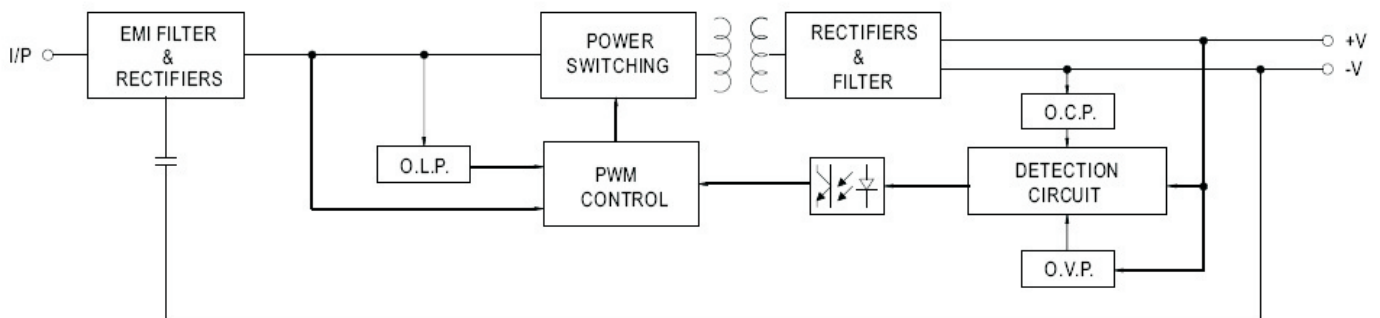 I/P
EMI FILTER
&
RECTIFIERS
POWER
SWITCHING
RECTIFIERS
&
FILTER
+V
-V
O.C.P.
O.L.P.
PWM
CONTROL
DETECTION
CIRCUIT
O.V.P.